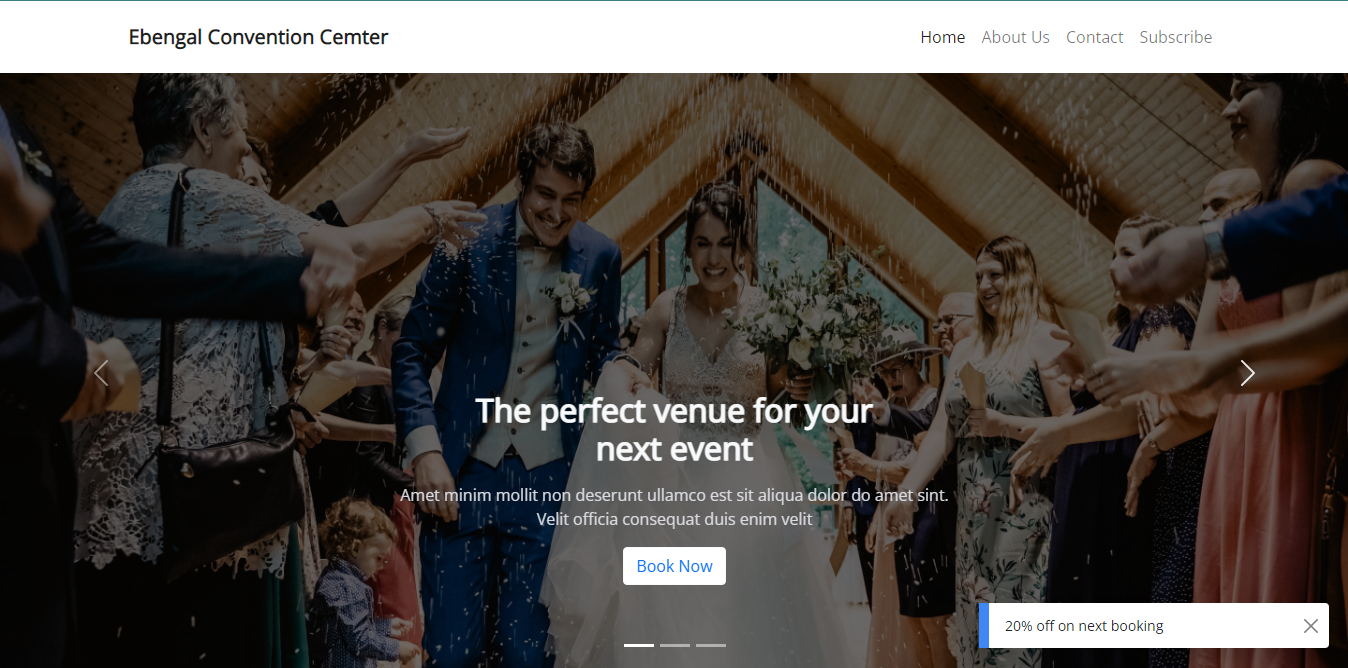 Ebengal Convention Cemter
Home About Us Contact Subscribe
The perfect venue for your
next event
Amet minim mollit non deserunt ullamco est sit aliqua dolor do amet sint.
Velit officia consequat duis enim velit
Book Now
20% off on next booking